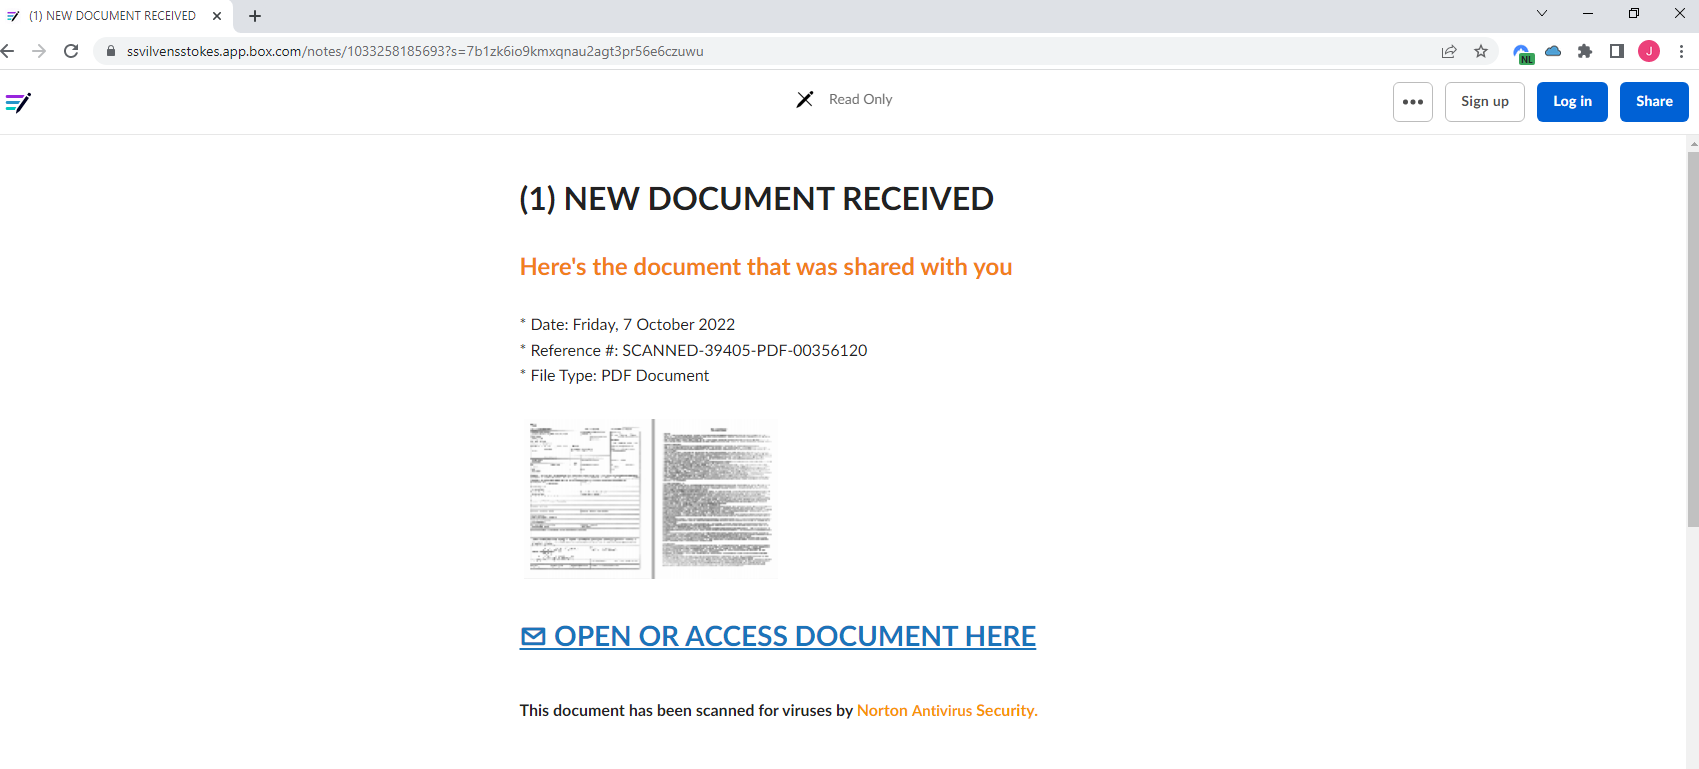 (1) NEW DOCUMENT RECEIVED
ssvilvensstokes.app.box.com/notes/1033258185693?s=7b1zk6io9kmxqnau2agt3pr56e6czuwu
NL
J
Read Only
Sign up
Log in
Share
(1) NEW DOCUMENT RECEIVED
Here's the document that was shared with you
* Date: Friday, 7 October 2022
* Reference #: SCANNED-39405-PDF-00356120
* File Type: PDF Document
OPEN OR ACCESS DOCUMENT HERE
This document has been scanned for viruses by Norton Antivirus Security.